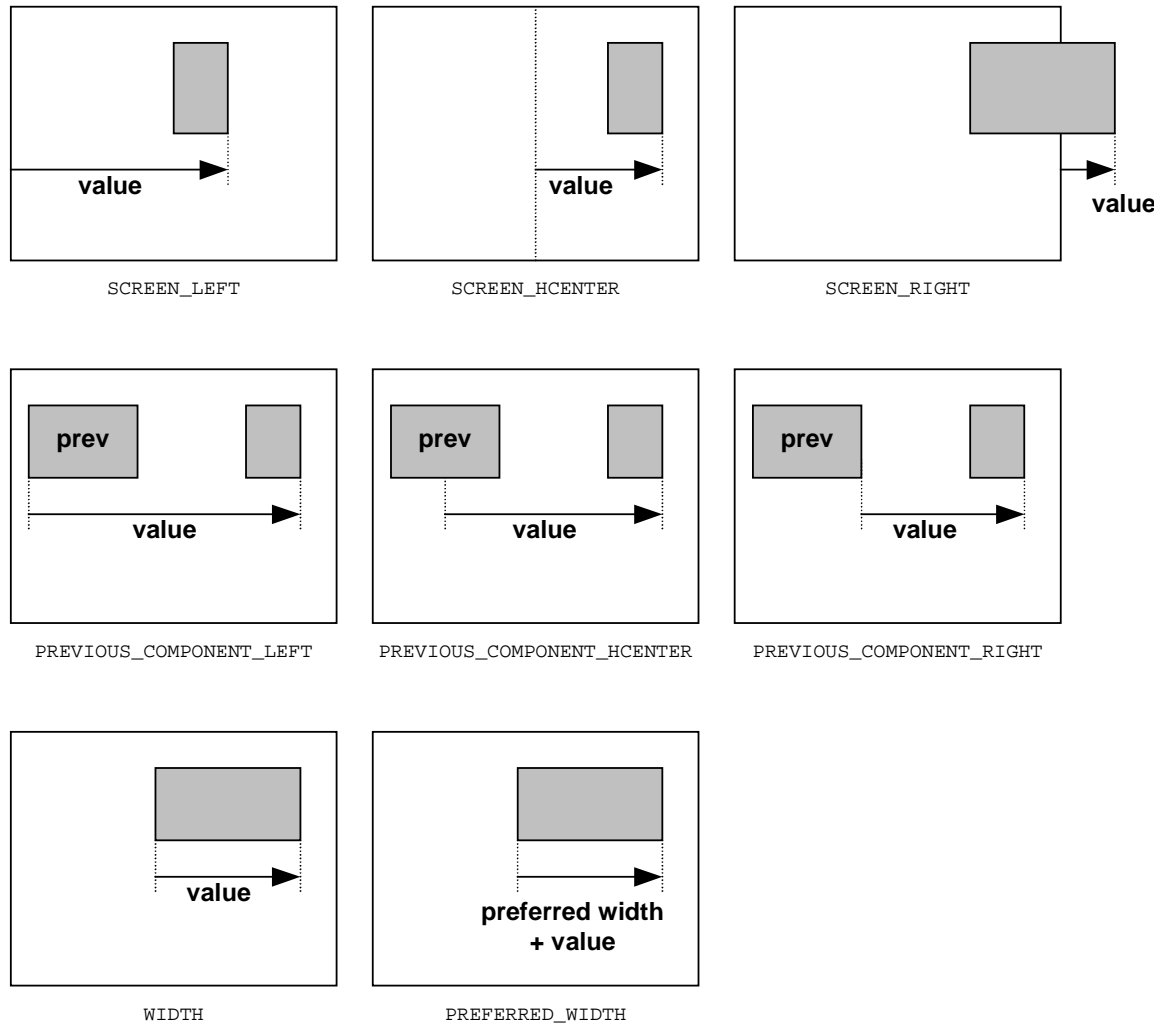 value
value
value
SCREEN_LEFT
SCREEN_HCENTER
SCREEN_RIGHT
prev
prev
prev
value
value
value
PREVIOUS_COMPONENT_LEFT
PREVIOUS_COMPONENT_HCENTER
PREVIOUS_COMPONENT_RIGHT
value
preferred width
+ value
WIDTH
PREFERRED_WIDTH